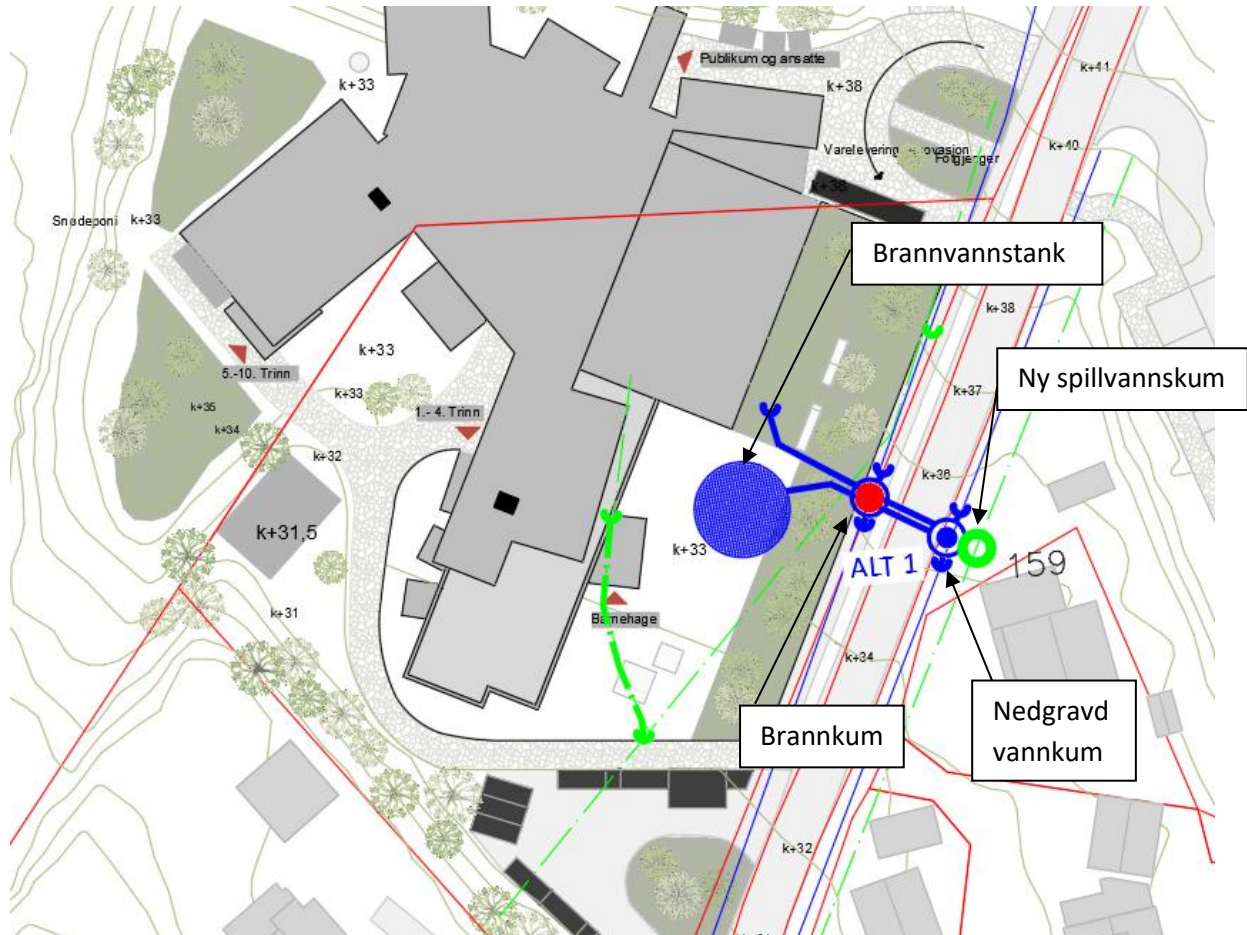 k+41
Publikum og ansatte
k+33
k+38
k+40
Fotgjenger
k+38
Snødeponi k+33
Brannvannstank
k+38
k+33
5.-10. Trinn
k+33
k+37
Ny spillvannskum
k+35
1.- 4. Trinn
k+34
k+32
k+36
k+31,5
k+33
ALT 1
159
k+31
Barnehage
k+34
Brannkum
Nedgravd
vannkum
k+32